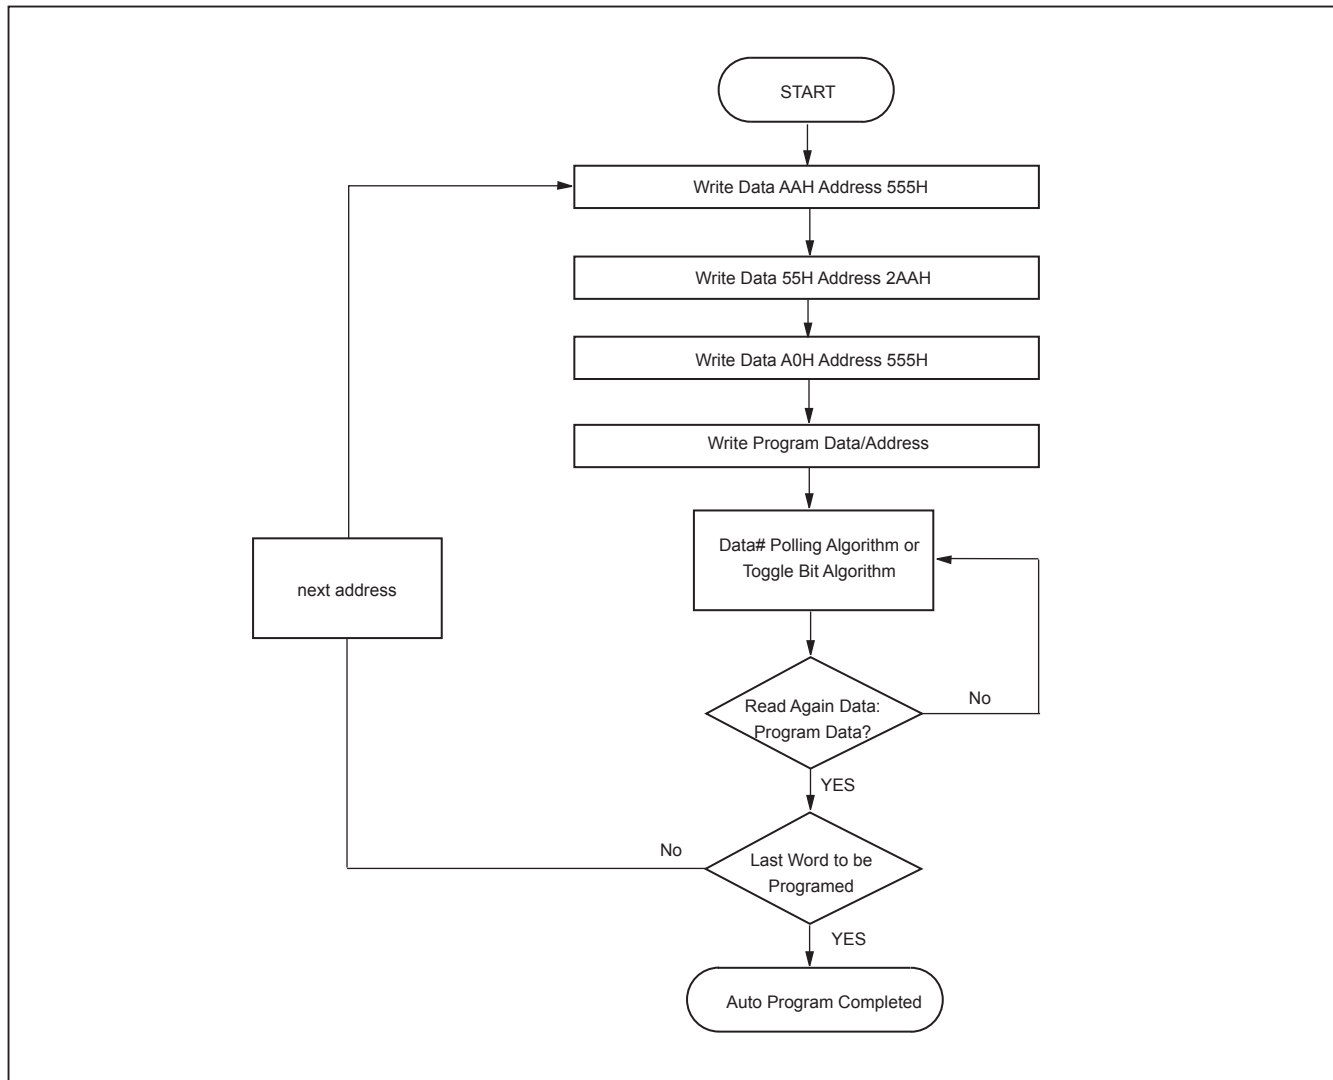 START
Write Data AAH Address 555H
Write Data 55H Address 2AAH
Write Data A0H Address 555H
Write Program Data/Address
Data# Polling Algorithm or
Toggle Bit Algorithm
next address
Read Again Data:
Program Data?
No
YES
No
Last Word to be
Programed
YES
Auto Program Completed